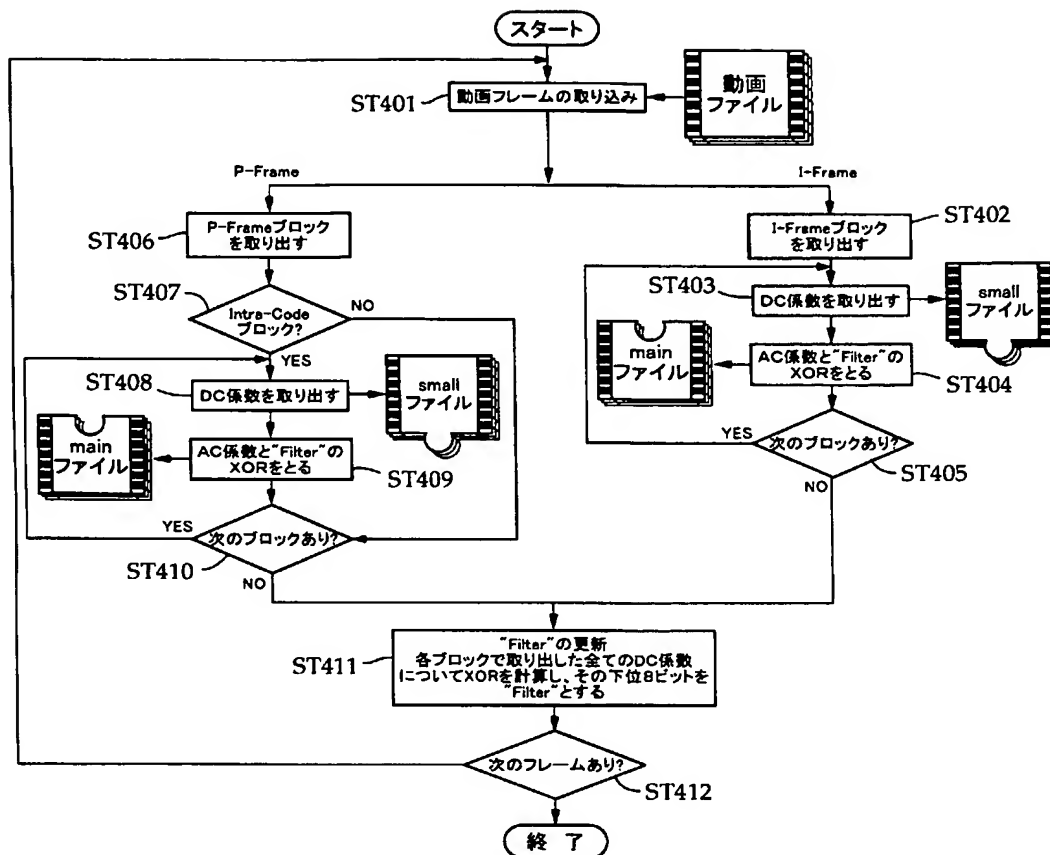 スタート
動画
ファイル
ST401
動画フレームの取り込み
P-Frame
I-Frame
ST406
P-Frameブロック
を取り出す
I-Frameブロック
を取り出す
ST402
ST407
Intra-Code
ブロック?
NO
YES
ST403
DC係数を取り出す
small
ファイル
main
ファイル
AC係数と"Filter"の
XORをとる
ST404
YES
次のブロックあり?
ST405
NO
ST408
DC係数を取り出す
small
ファイル
main
ファイル
AC係数と"Filter"の
XORをとる
ST409
YES
次のブロックあり?
ST410
NO
ST411
"Filter"の更新
各ブロックで取り出した全てのDC係数
についてXORを計算し、その下位8ビットを
"Filter"とする
次のフレームあり?
ST412
終 了